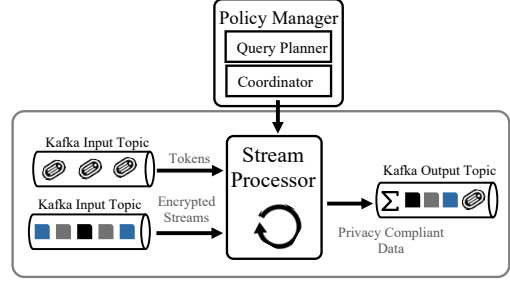 Policy Manager
Query Planner
Coordinator
Kafka Input Topic
Tokens
Kafka Input Topic
Encrypted
Streams
Stream
Processor
Kafka Output Topic
Σ
Privacy Compliant
Data